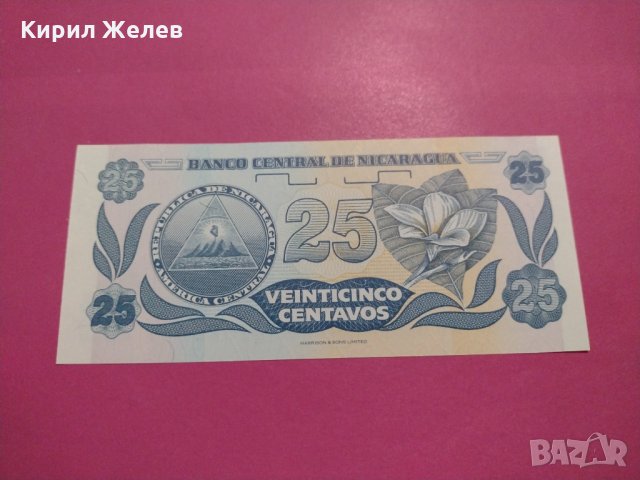 Кирил Желев
BANCO CENTRAL DE NICARAGUA
25 25
REPUBLICA DE NICARAGUA
AMERICA CENTRAL
25
25 25
VEINTICINCO
CENTAVOS
HARRISON & SONS LIMITED
BAZAR